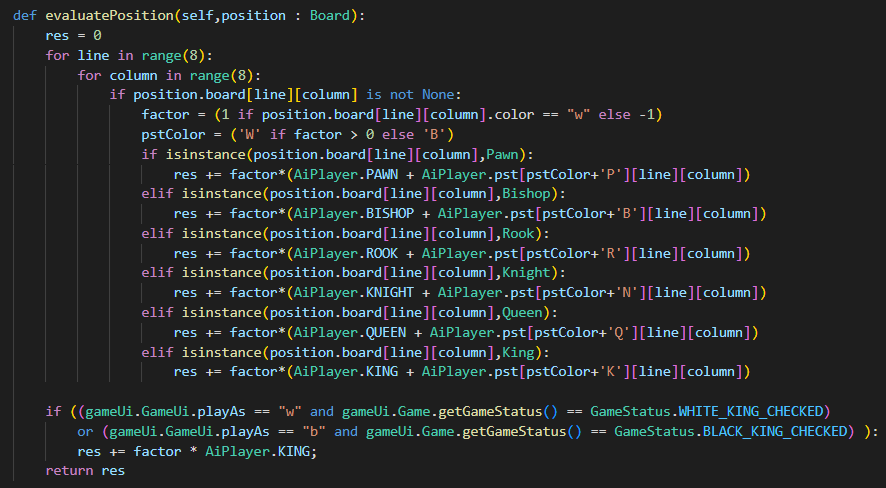 def evaluatePosition(self,position : Board):
    res = 0
    for line in range(8):
        for column in range(8):
            if position.board[line][column] is not None:
                factor = (1 if position.board[line][column].color == "w" else -1)
                pstColor = ('W' if factor > 0 else 'B')
                if isinstance(position.board[line][column],Pawn):
                    res += factor*(AiPlayer.PAWN + AiPlayer.pst[pstColor+'P'][line][column])
                elif isinstance(position.board[line][column],Bishop):
                    res += factor*(AiPlayer.BISHOP + AiPlayer.pst[pstColor+'B'][line][column])
                elif isinstance(position.board[line][column],Rook):
                    res += factor*(AiPlayer.ROOK + AiPlayer.pst[pstColor+'R'][line][column])
                elif isinstance(position.board[line][column],Knight):
                    res += factor*(AiPlayer.KNIGHT + AiPlayer.pst[pstColor+'N'][line][column])
                elif isinstance(position.board[line][column],Queen):
                    res += factor*(AiPlayer.QUEEN + AiPlayer.pst[pstColor+'Q'][line][column])
                elif isinstance(position.board[line][column],King):
                    res += factor*(AiPlayer.KING + AiPlayer.pst[pstColor+'K'][line][column])

    if ((gameUi.GameUi.playAs == "w" and gameUi.Game.getGameStatus() == GameStatus.WHITE_KING_CHECKED)
        or (gameUi.GameUi.playAs == "b" and gameUi.Game.getGameStatus() == GameStatus.BLACK_KING_CHECKED) ):
        res += factor * AiPlayer.KING;
    return res